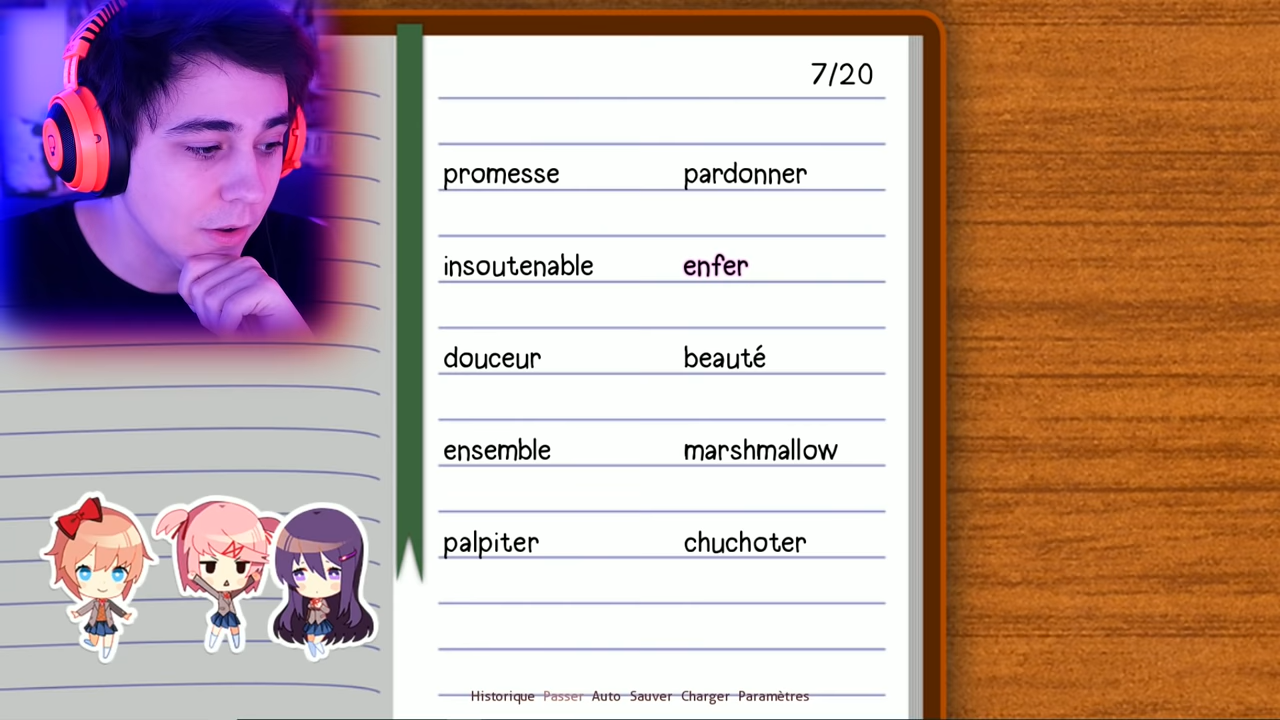 7/20
promesse pardonner
insoutenable enfer
douceur beauté
ensemble marshmallow
palpiter chuchoter
Historique Passer Auto Sauver Charger Paramètres